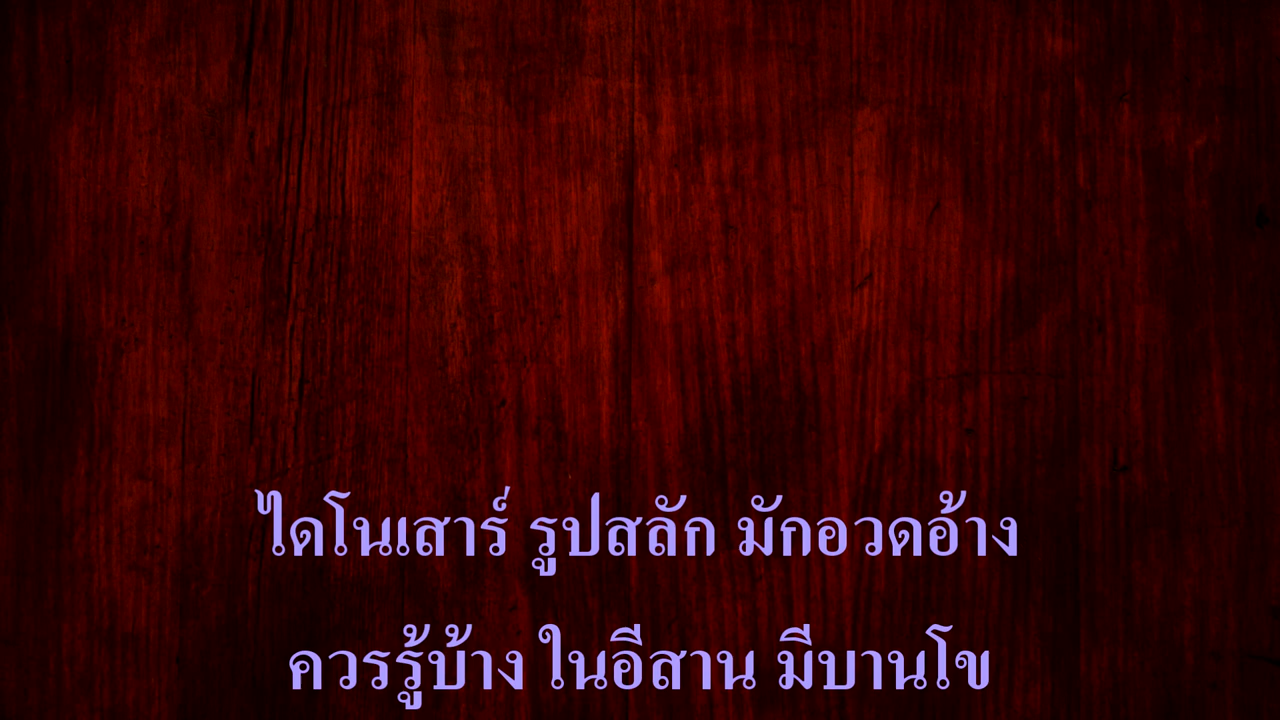 ไดโนเสาร์ รูปสลัก มักอวดอ้าง
ควรรู้บ้าง ในอีสาน มีบานโข